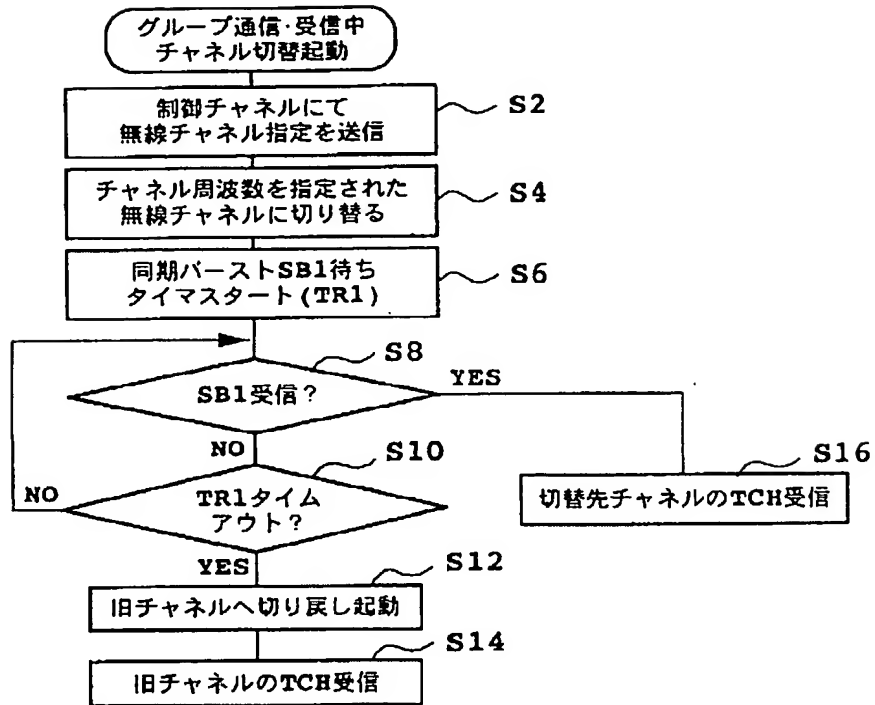 グループ通信・受信中
チャネル切替起動
制御チャネルにて
無線チャネル指定を送信
S2
チャネル周波数を指定された
無線チャネルに切り替る
S4
同期バーストSB1待ち
タイマスタート(TR1)
S6
S8
SB1受信?
YES
NO
S10
NO
TR1タイム
アウト?
S16
切替先チャネルのTCH受信
YES
S12
旧チャネルへ切り戻し起動
S14
旧チャネルのTCH受信